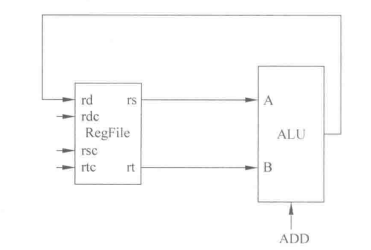 rd rs A
rdc
RegFile ALU
rsc
rtc rt B
ADD